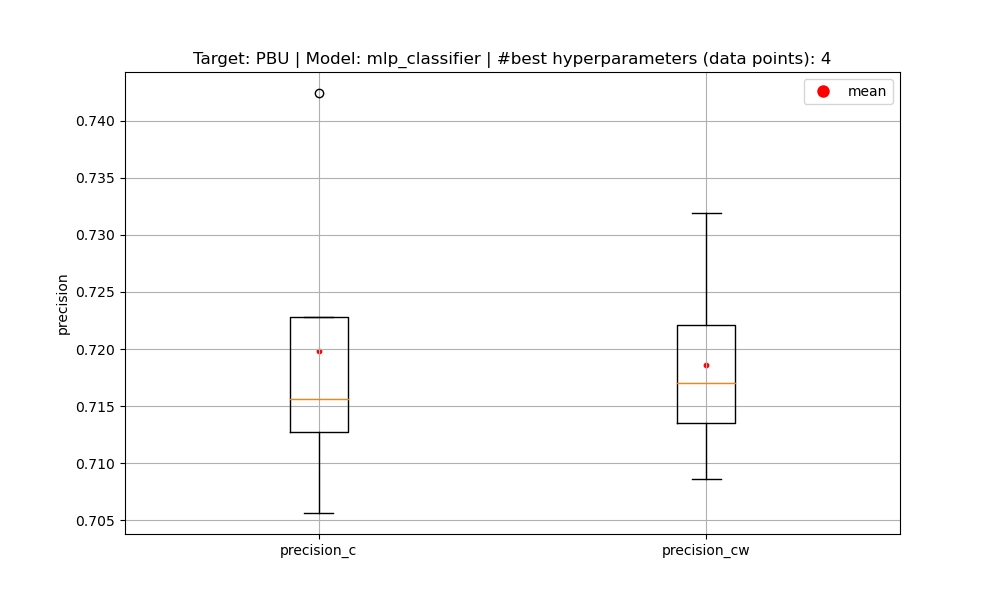 Target: PBU | Model: mlp_classifier | #best hyperparameters (data points): 4
mean
0.740
0.735
0.730
0.725
0.720
0.715
0.710
0.705
precision
precision_c
precision_cw